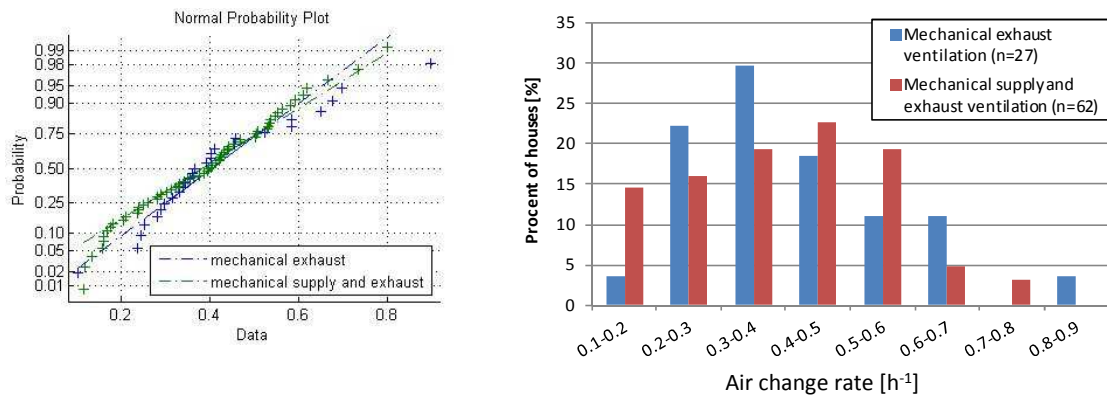 Normal Probability Plot
0.99
0.98
0.95
0.90
0.75
0.50
0.25
0.10
0.05
0.02
0.01
Probability
mechanical exhaust
mechanical supply and exhaust
0.2 0.4 0.6 0.8
Data
35
30
25
20
15
10
5
0
Procent of houses [%]
Mechanical exhaust
ventilation (n=27)
Mechanical supply and
exhaust ventilation (n=62)
0.1-0.2 0.2-0.3 0.3-0.4 0.4-0.5 0.5-0.6 0.6-0.7 0.7-0.8 0.8-0.9
Air change rate [h⁻¹]